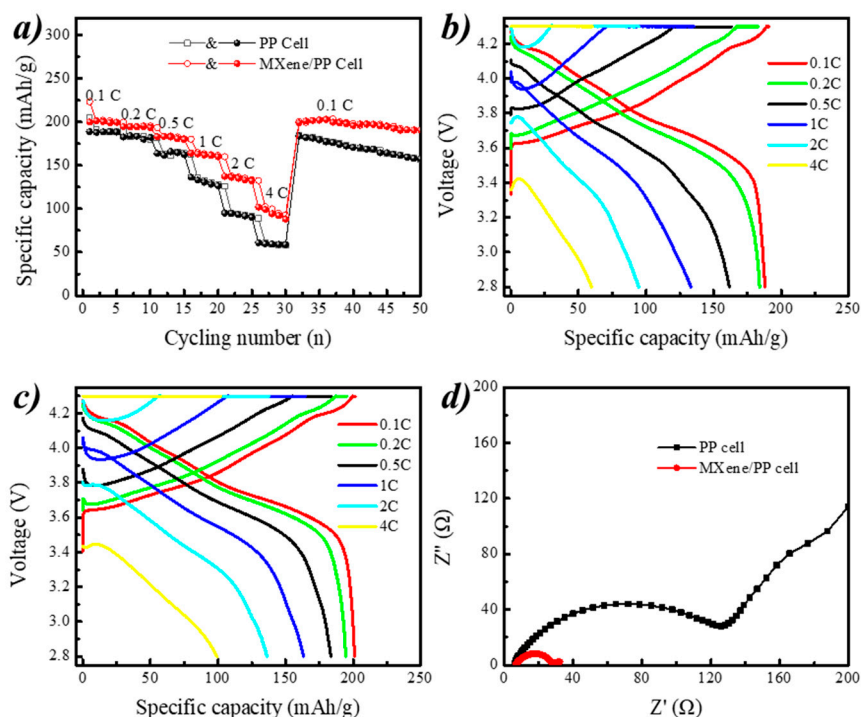 a)
300
250
200
150
100
50
0
Specific capacity (mAh/g)
& PP Cell
& MXene/PP Cell
0.1 C
0.2 C
0.5 C
1 C
2 C
4 C
0.1 C
0 10 20 30 40 50
Cycling number (n)
b)
4.2
4.0
3.8
3.6
3.4
3.2
3.0
2.8
Voltage (V)
0.1C
0.2C
0.5C
1C
2C
4C
0 50 100 150 200 250
Specific capacity (mAh/g)
c)
4.2
4.0
3.8
3.6
3.4
3.2
3.0
2.8
Voltage (V)
0.1C
0.2C
0.5C
1C
2C
4C
0 50 100 150 200 250
Specific capacity (mAh/g)
d)
200
160
120
80
40
0
Z'' (Ω)
PP cell
MXene/PP cell
0 40 80 120 160 200
Z' (Ω)